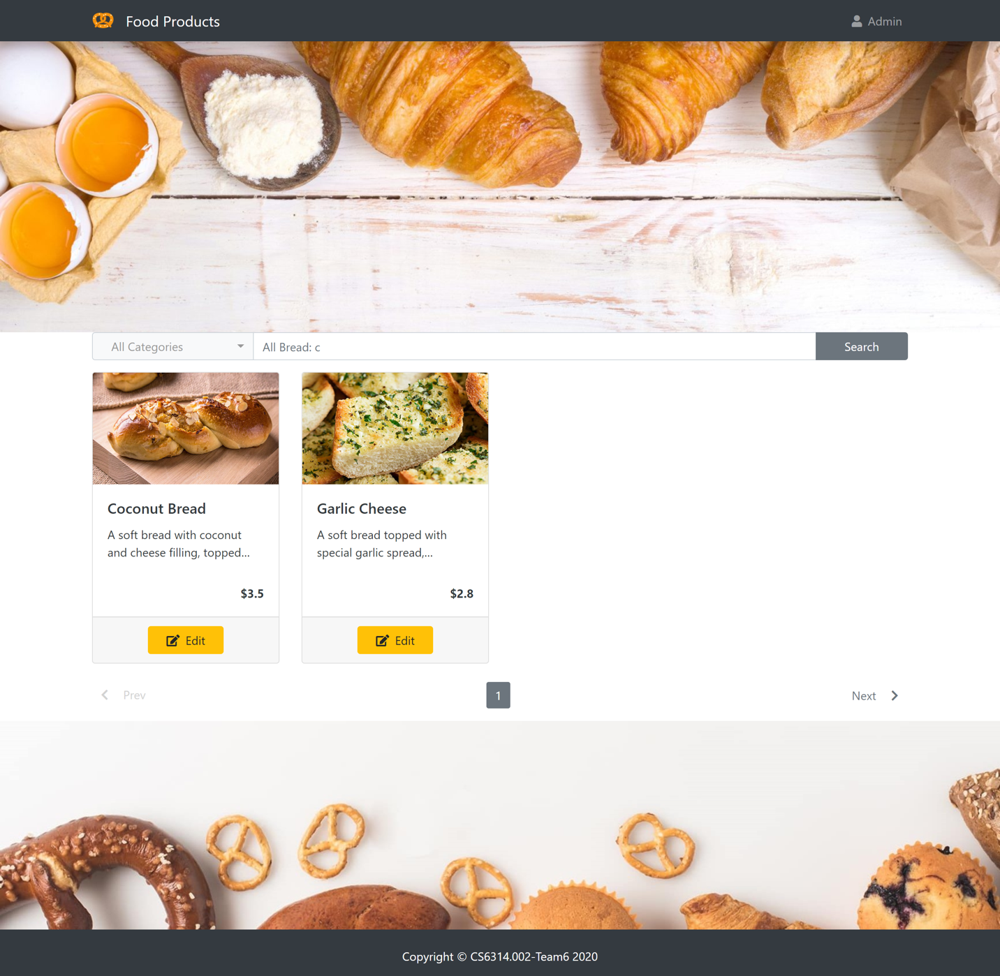 Food Products
Admin
All Categories
All Bread: c
Search
Coconut Bread
A soft bread with coconut
and cheese filling, topped...
$3.5
Edit
Garlic Cheese
A soft bread topped with
special garlic spread,...
$2.8
Edit
Prev
1
Next
Copyright © CS6314.002-Team6 2020